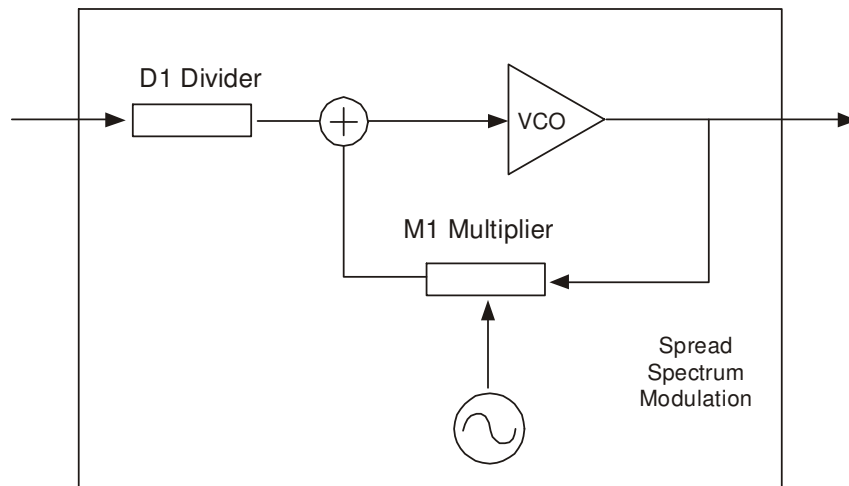 D1 Divider
VCO
M1 Multiplier
Spread
Spectrum
Modulation